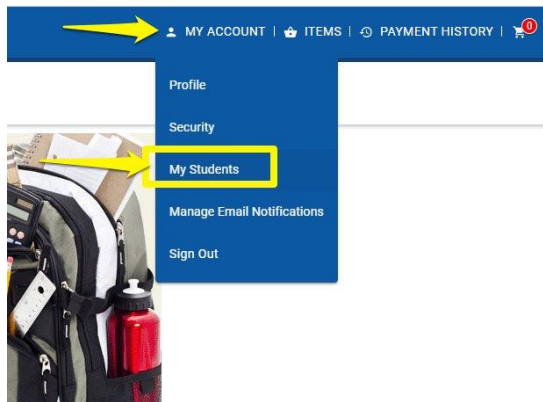 MY ACCOUNT | ITEMS | PAYMENT HISTORY | 0
Profile
Security
My Students
Manage Email Notifications
Sign Out